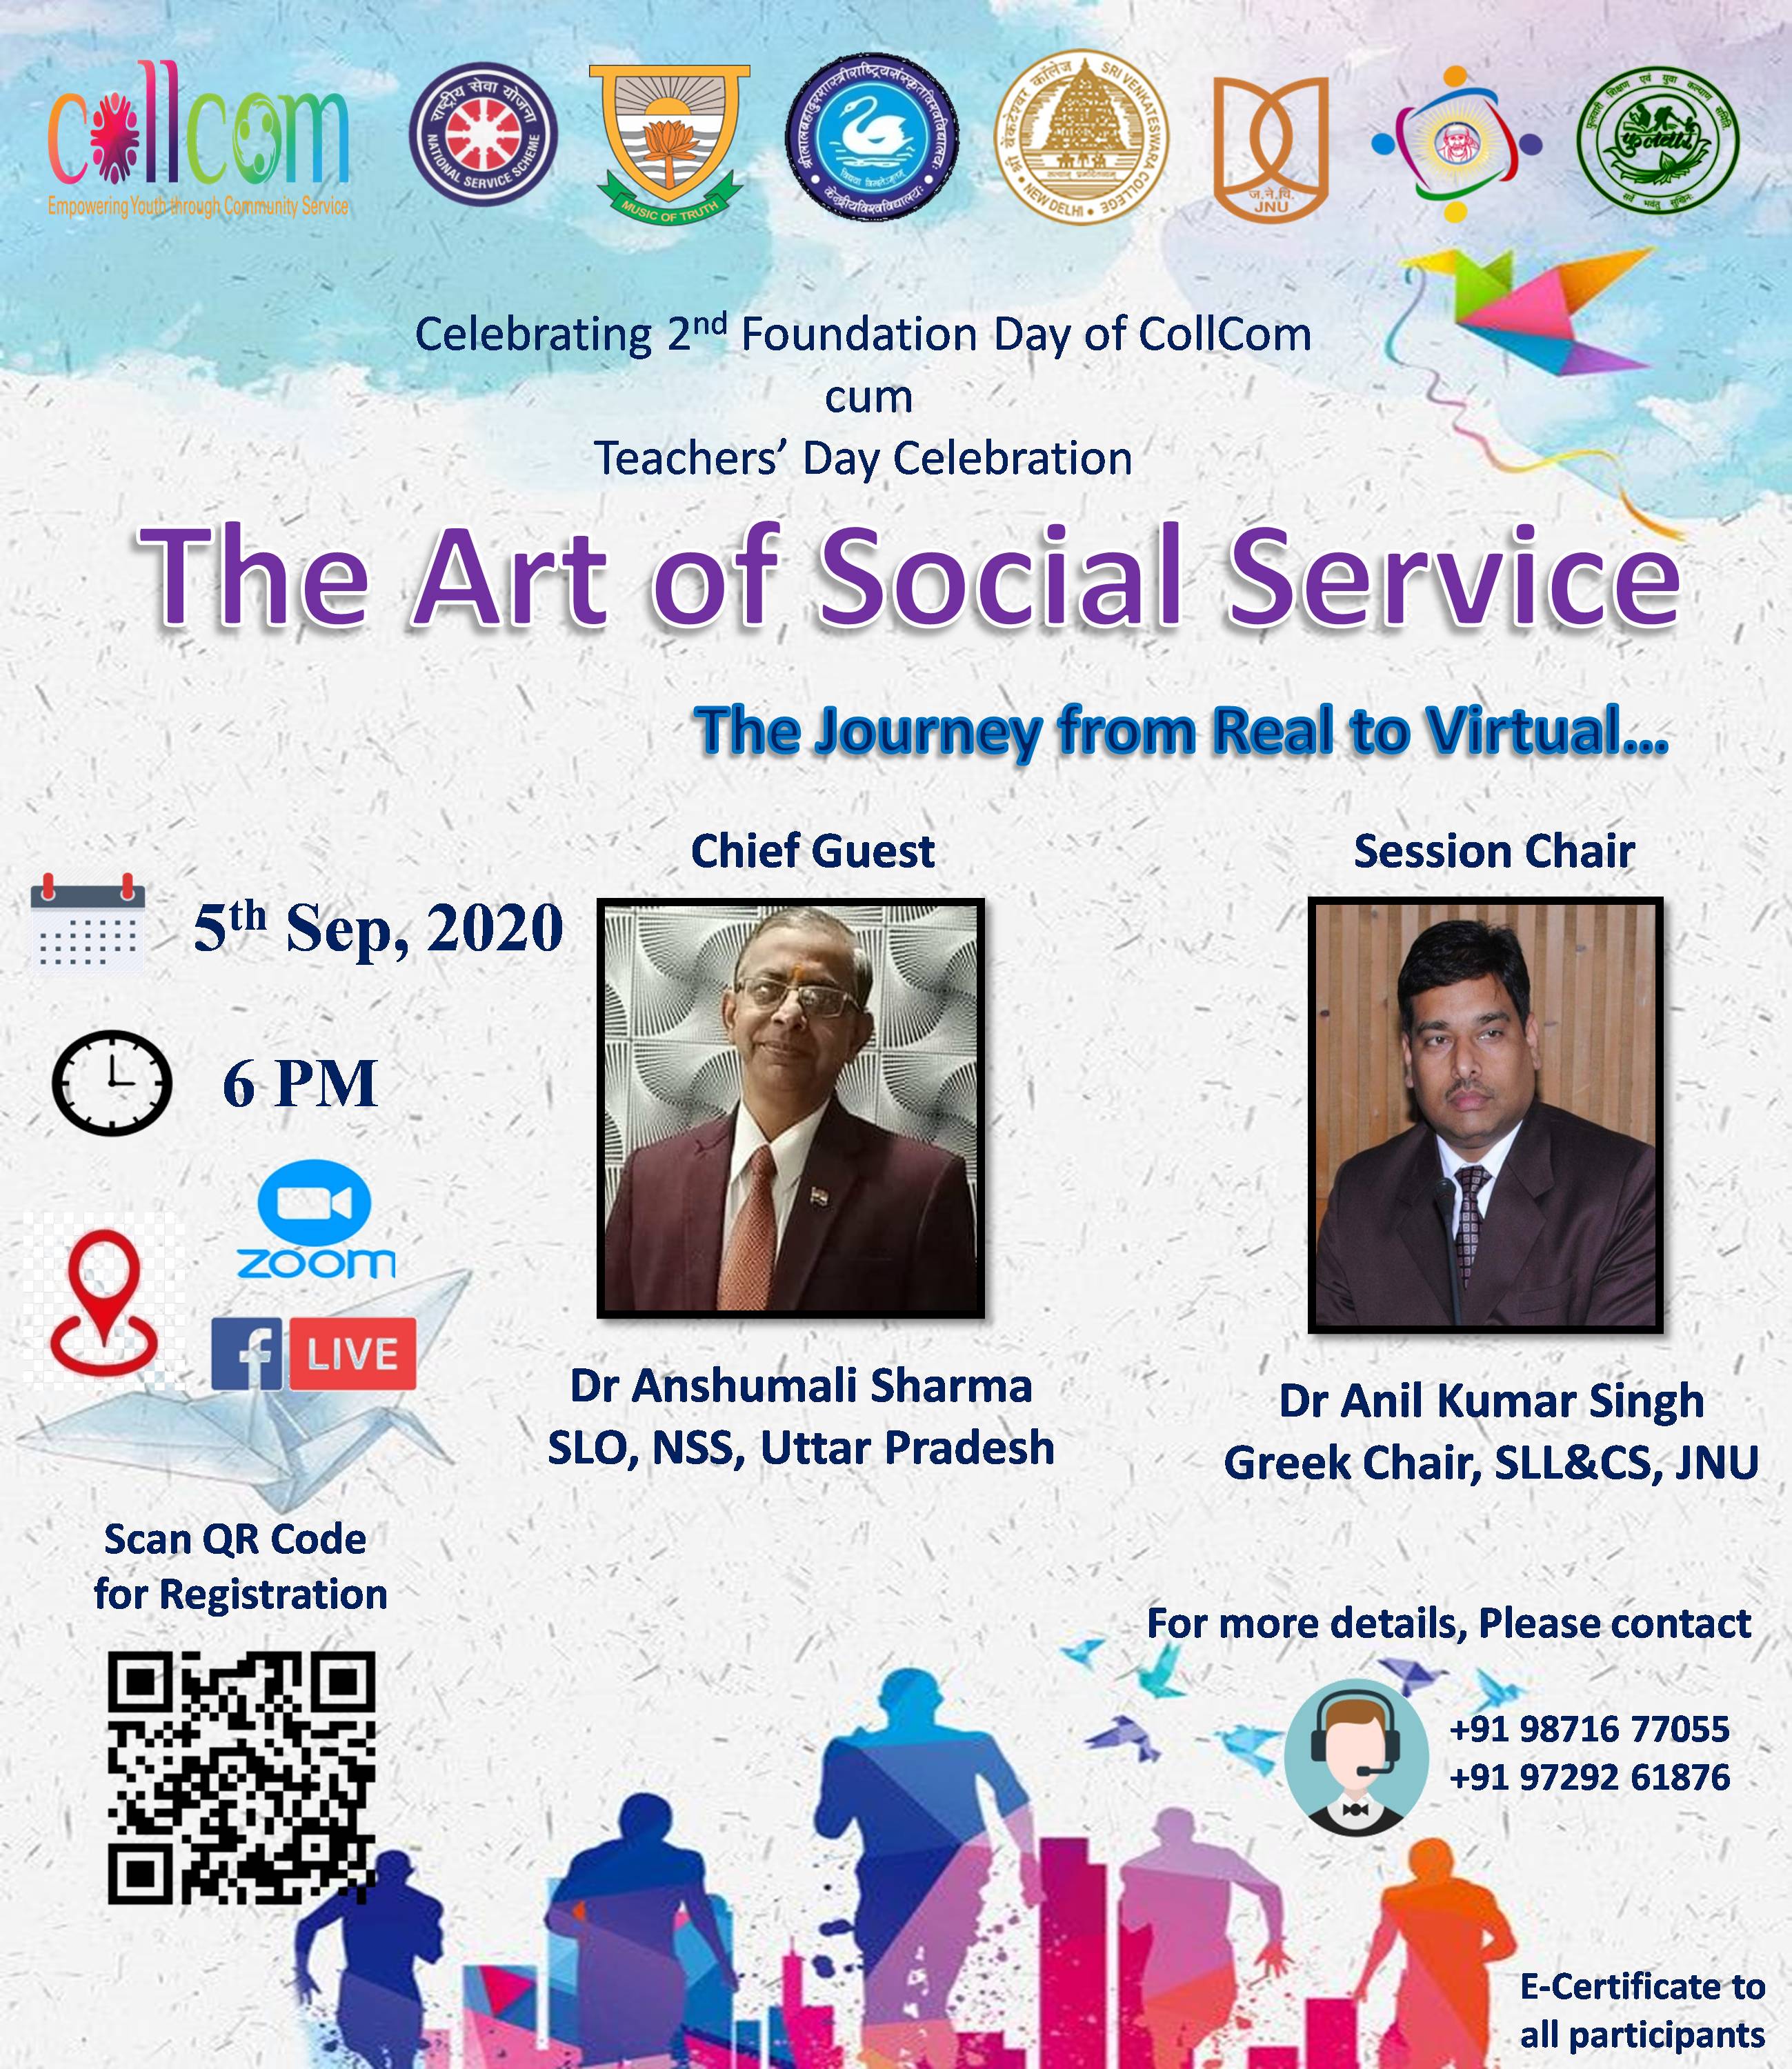 collcom
Empowering Youth through Community Service
राष्ट्रीय सेवा योजना
NATIONAL SERVICE SCHEME
MUSIC OF TRUTH
श्री वेंकटेश्वर कॉलेज
SRI VENKATESWARA COLLEGE
NEW DELHI
ज.ने.वि.
JNU
Celebrating 2nd Foundation Day of CollCom
cum
Teachers’ Day Celebration
The Art of Social Service
The Journey from Real to Virtual...
Chief Guest
Session Chair
5th Sep, 2020
6 PM
zoom
f LIVE
Dr Anshumali Sharma
SLO, NSS, Uttar Pradesh
Dr Anil Kumar Singh
Greek Chair, SLL&CS, JNU
Scan QR Code
for Registration
For more details, Please contact
+91 98716 77055
+91 97292 61876
E-Certificate to
all participants